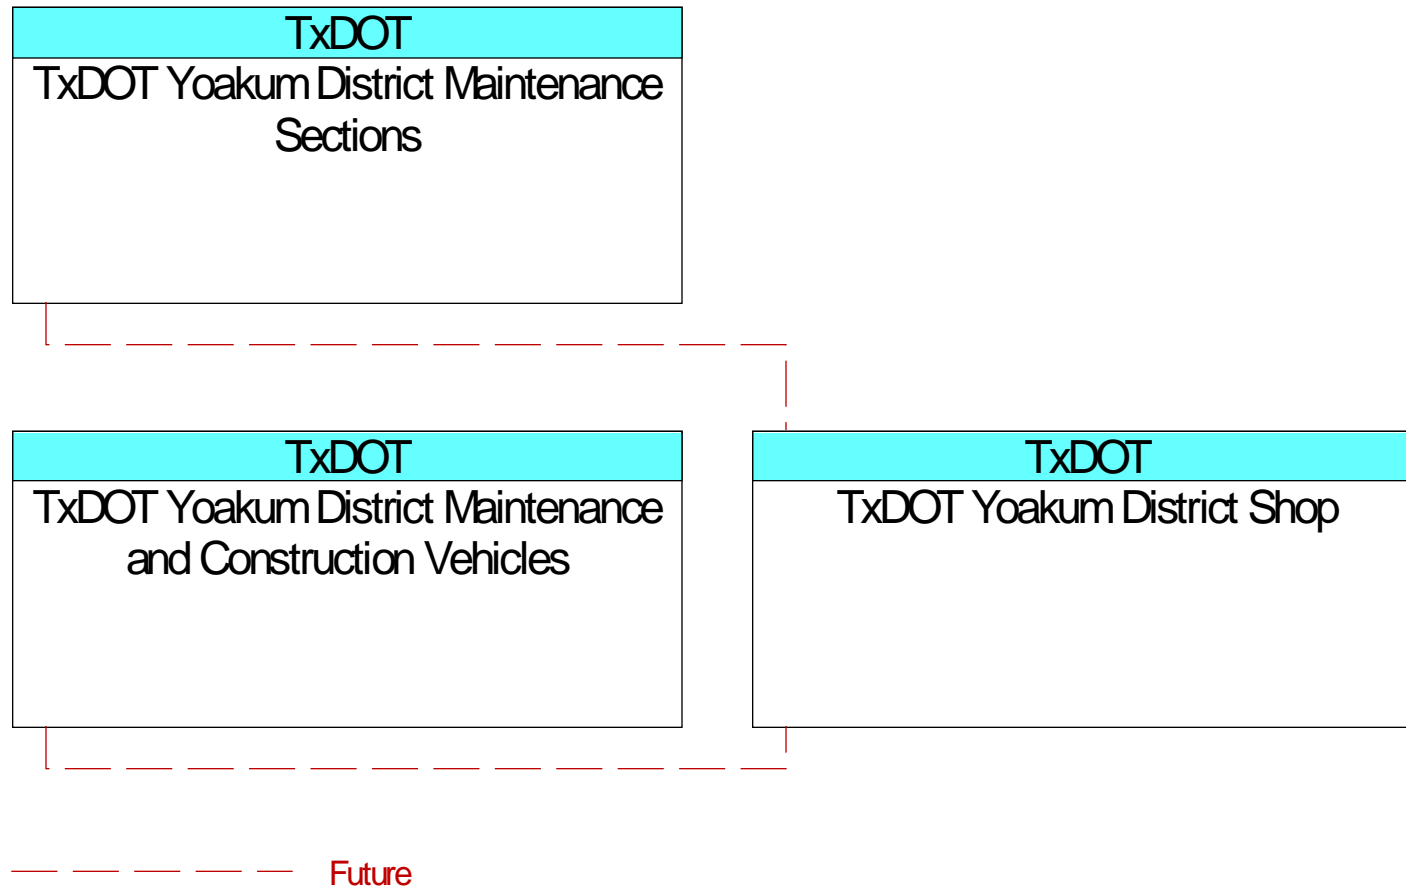 TxDOT
TxDOT Yoakum District Maintenance
Sections
TxDOT
TxDOT Yoakum District Maintenance
and Construction Vehicles
TxDOT
TxDOT Yoakum District Shop
Future